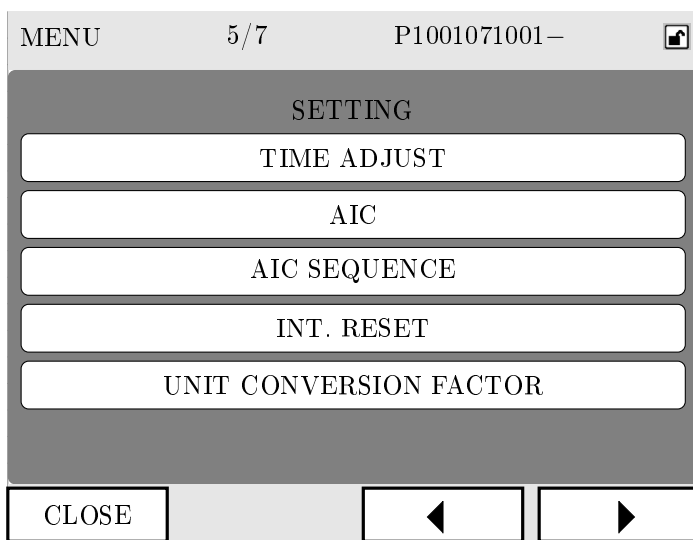 MENU 5/7 P1001071001−
SETTING
TIME ADJUST
AIC
AIC SEQUENCE
INT. RESET
UNIT CONVERSION FACTOR
CLOSE